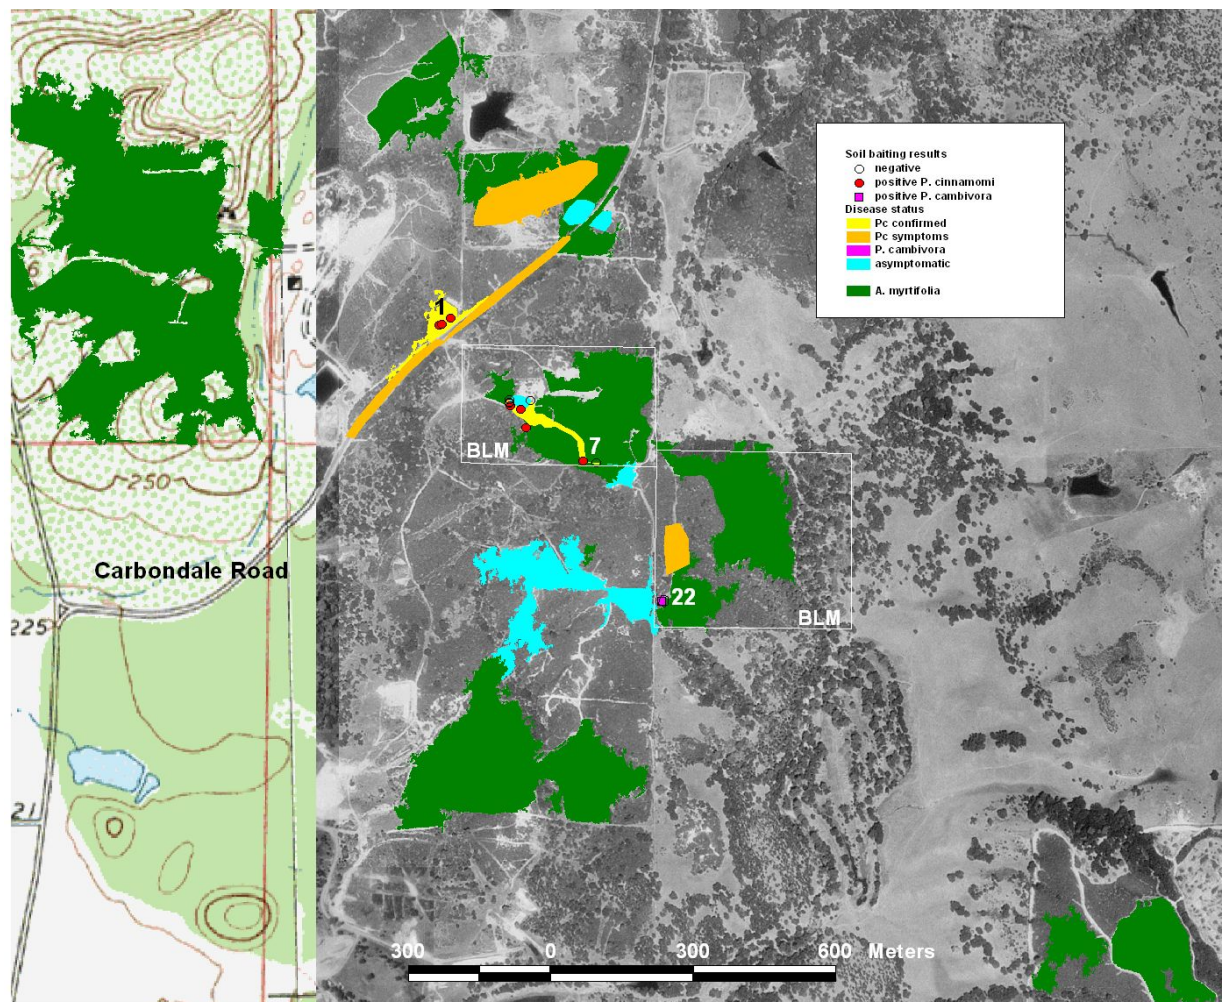 Soil baiting results
negative
positive P. cinnamomi
positive P. cambivora
Disease status
Pc confirmed
Pc symptoms
P. cambivora
asymptomatic
A. myrtifolia
6
1
BLM
7
250
Carbondale Road
22
BLM
225
21
300 0 300 600 Meters